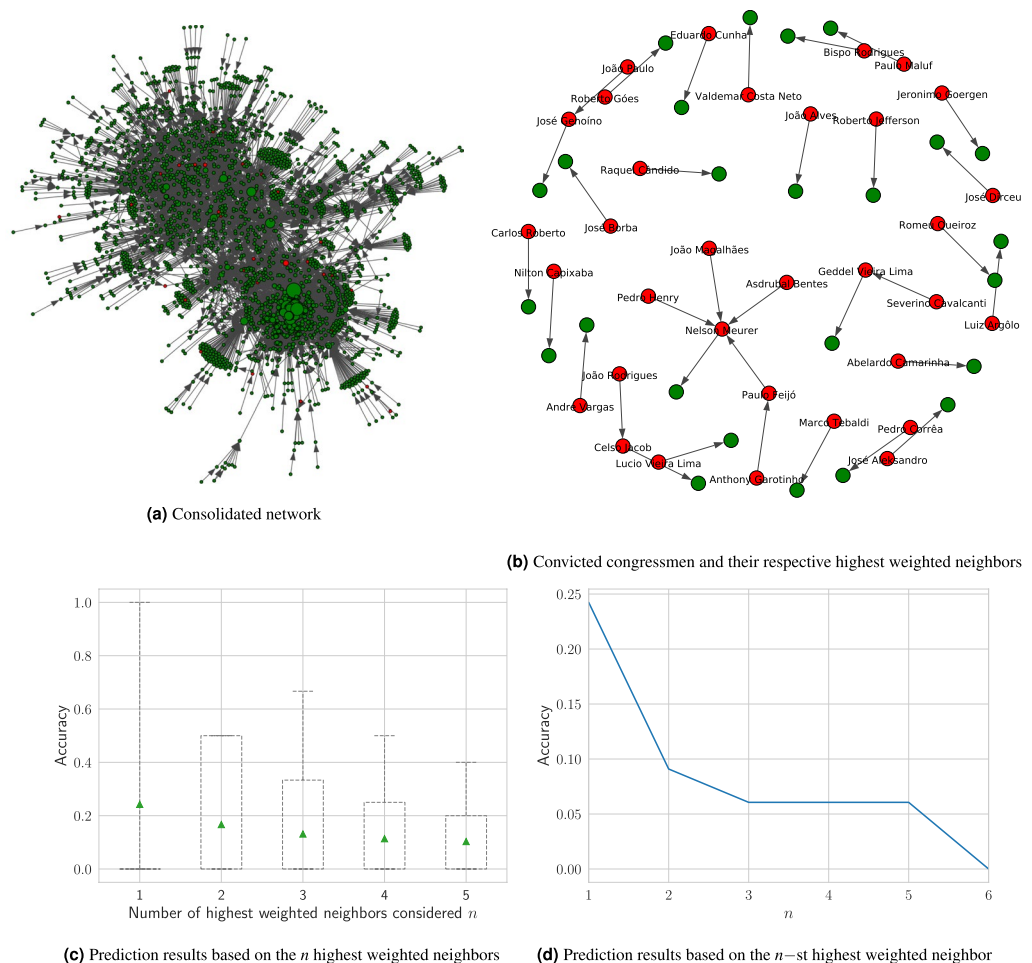 Eduardo Cunha
Bispo Rodrigues
Paulo Maluf
João Paulo
Roberto Góes
Valdemar Costa Neto
Jeronimo Goergen
José Genoíno
João Alves
Roberto Jefferson
Raquel Cândido
José Dirceu
Carlos Roberto
José Borba
Romeu Queiroz
João Magalhães
Nilton Capixaba
Asdrubal Bentes
Geddel Vieira Lima
Pedro Henry
Severino Cavalcanti
Nelson Meurer
Luiz Argôlo
Abelardo Camarinha
João Rodrigues
André Vargas
Paulo Feijó
Marco Tebaldi
Pedro Corrêa
Celso Jacob
Lucio Vieira Lima
José Aleksandro
Anthony Garotinho
(a) Consolidated network
(b) Convicted congressmen and their respective highest weighted neighbors
1.0
0.8
0.6
0.4
0.2
0.0
Accuracy
1 2 3 4 5
Number of highest weighted neighbors considered n
(c) Prediction results based on the n highest weighted neighbors
0.25
0.20
0.15
0.10
0.05
0.00
Accuracy
1 2 3 4 5 6
n
(d) Prediction results based on the n−st highest weighted neighbor